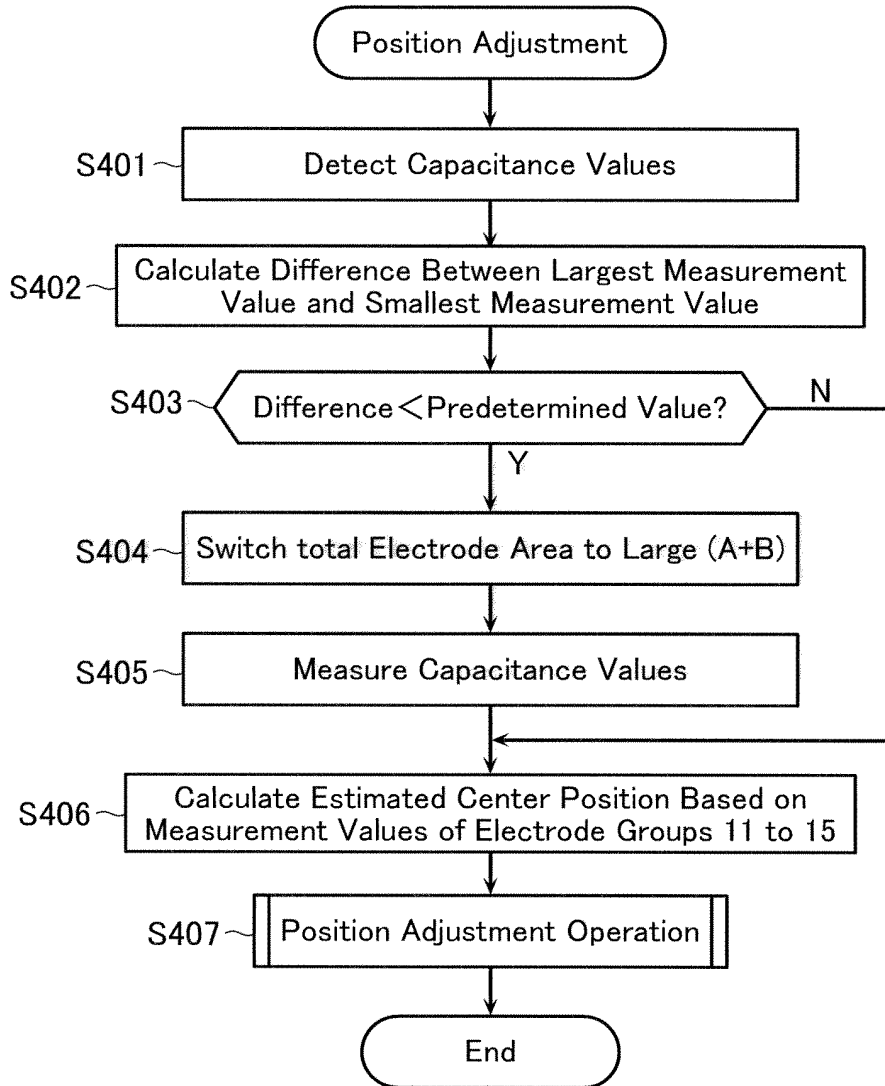 Position Adjustment
S401
Detect Capacitance Values
S402
Calculate Difference Between Largest Measurement
Value and Smallest Measurement Value
S403
Difference＜Predetermined Value?
N
Y
S404
Switch total Electrode Area to Large (A+B)
S405
Measure Capacitance Values
S406
Calculate Estimated Center Position Based on
Measurement Values of Electrode Groups 11 to 15
S407
Position Adjustment Operation
End